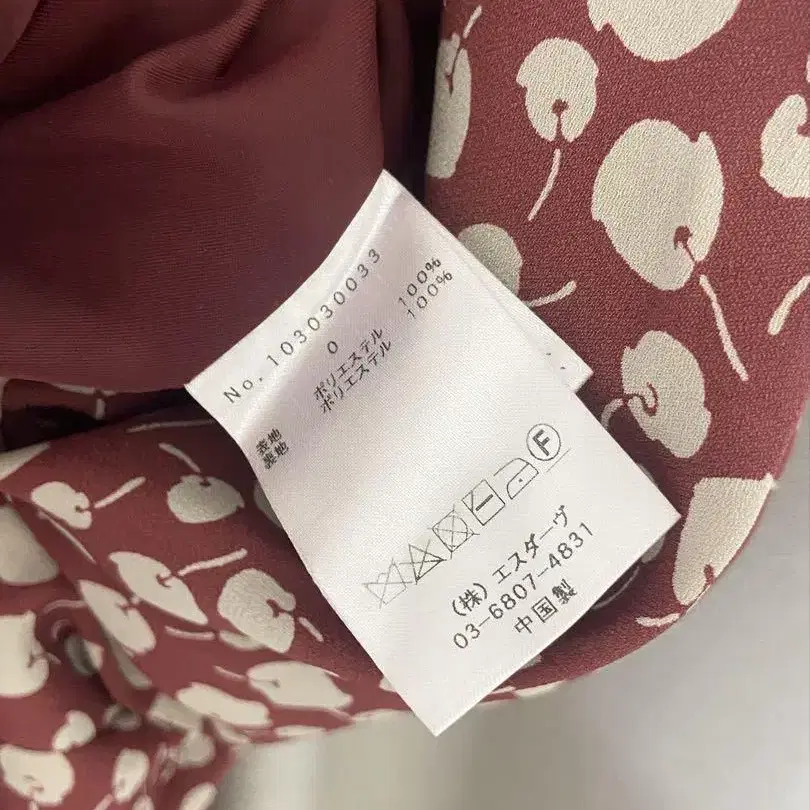 No. 103030033
0
表地 ポリエステル 100%
裏地 ポリエステル 100%
F
(株) エスダーヴ
03-6807-4831
中国製